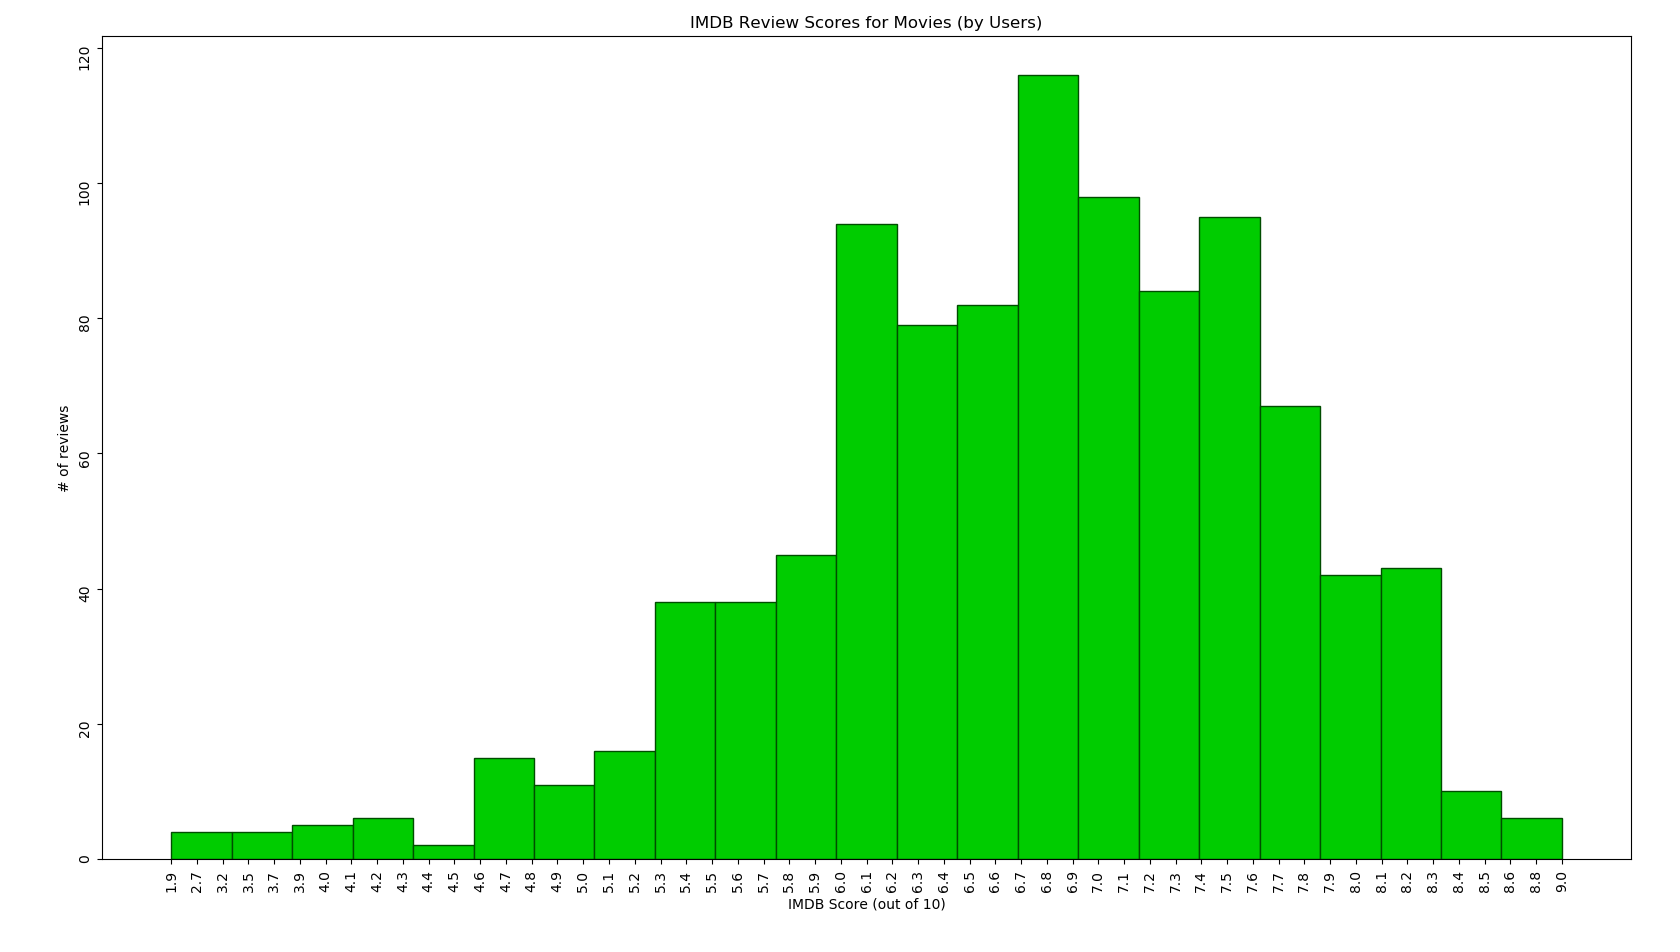 IMDB Review Scores for Movies (by Users)
120
100
80
60
40
20
0
# of reviews
1.9 2.7 3.2 3.5 3.7 3.9 4.0 4.1 4.2 4.3 4.4 4.5 4.6 4.7 4.8 4.9 5.0 5.1 5.2 5.3 5.4 5.5 5.6 5.7 5.8 5.9 6.0 6.1 6.2 6.3 6.4 6.5 6.6 6.7 6.8 6.9 7.0 7.1 7.2 7.3 7.4 7.5 7.6 7.7 7.8 7.9 8.0 8.1 8.2 8.3 8.4 8.5 8.6 8.8 9.0
IMDB Score (out of 10)